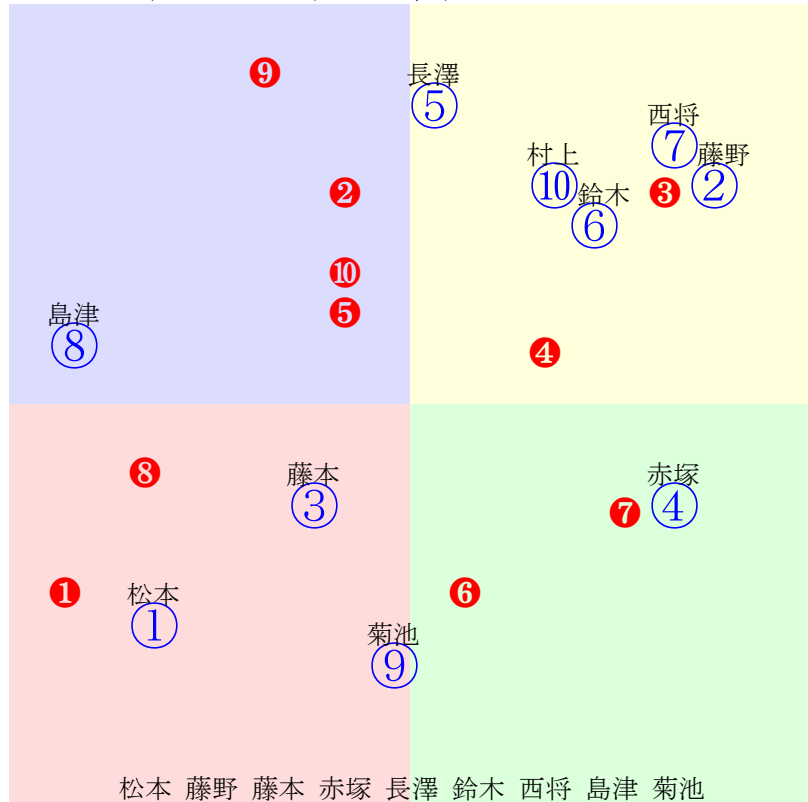 ❾
長澤
⑤
西将
⑦
村上
⑩
藤野
②
❷
鈴木
⑥
❸
❿
島津
⑧
❺
❹
❽
藤本
③
赤塚
④
❼
❶
松本
①
❻
菊池
⑨
松本 藤野 藤本 赤塚 長澤 鈴木 西将 島津 菊池